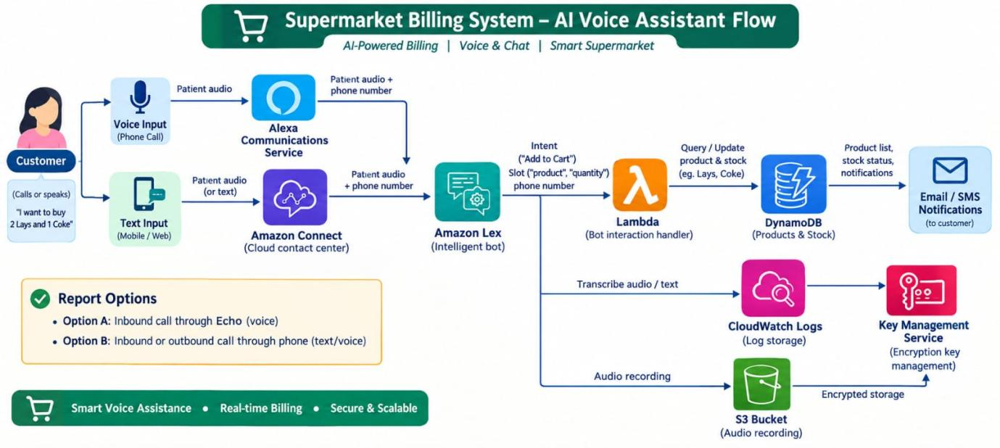 Supermarket Billing System – AI Voice Assistant Flow
AI-Powered Billing | Voice & Chat | Smart Supermarket
Customer
(Calls or speaks)
"I want to buy
2 Lays and 1 Coke"
Voice Input
(Phone Call)
Patient audio
Alexa
Communications
Service
Patient audio +
phone number
Text Input
(Mobile / Web)
Patient audio
(or text)
Amazon Connect
(Cloud contact center)
Patient audio
+ phone number
Amazon Lex
(Intelligent bot)
Intent
("Add to Cart")
Slot ("product", "quantity")
phone number
Lambda
(Bot interaction handler)
Query / Update
product & stock
(eg. Lays, Coke)
DynamoDB
(Products & Stock)
Product list,
stock status,
notifications
Email / SMS
Notifications
(to customer)
Transcribe audio / text
CloudWatch Logs
(Log storage)
Key Management
Service
(Encryption key
management)
Audio recording
S3 Bucket
(Audio recording)
Encrypted storage
Report Options
• Option A: Inbound call through Echo (voice)
• Option B: Inbound or outbound call through phone (text/voice)
Smart Voice Assistance • Real-time Billing • Secure & Scalable